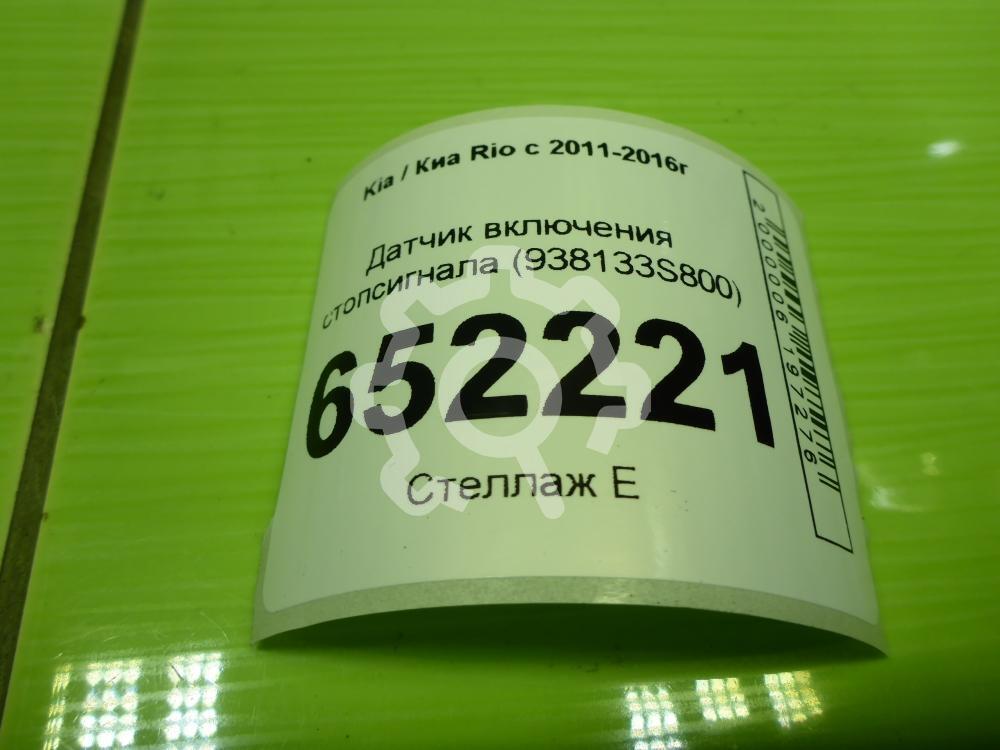 Kia / Киа Rio с 2011-2016г
Датчик включения
стопсигнала (938133S800)
652221
Стеллаж Е
2000006197276